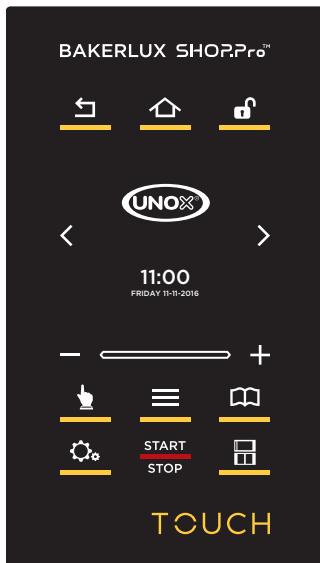 BAKERLUX SHOP.Pro™
UNOX®
11:00
FRIDAY 11-11-2016
START
STOP
TOUCH